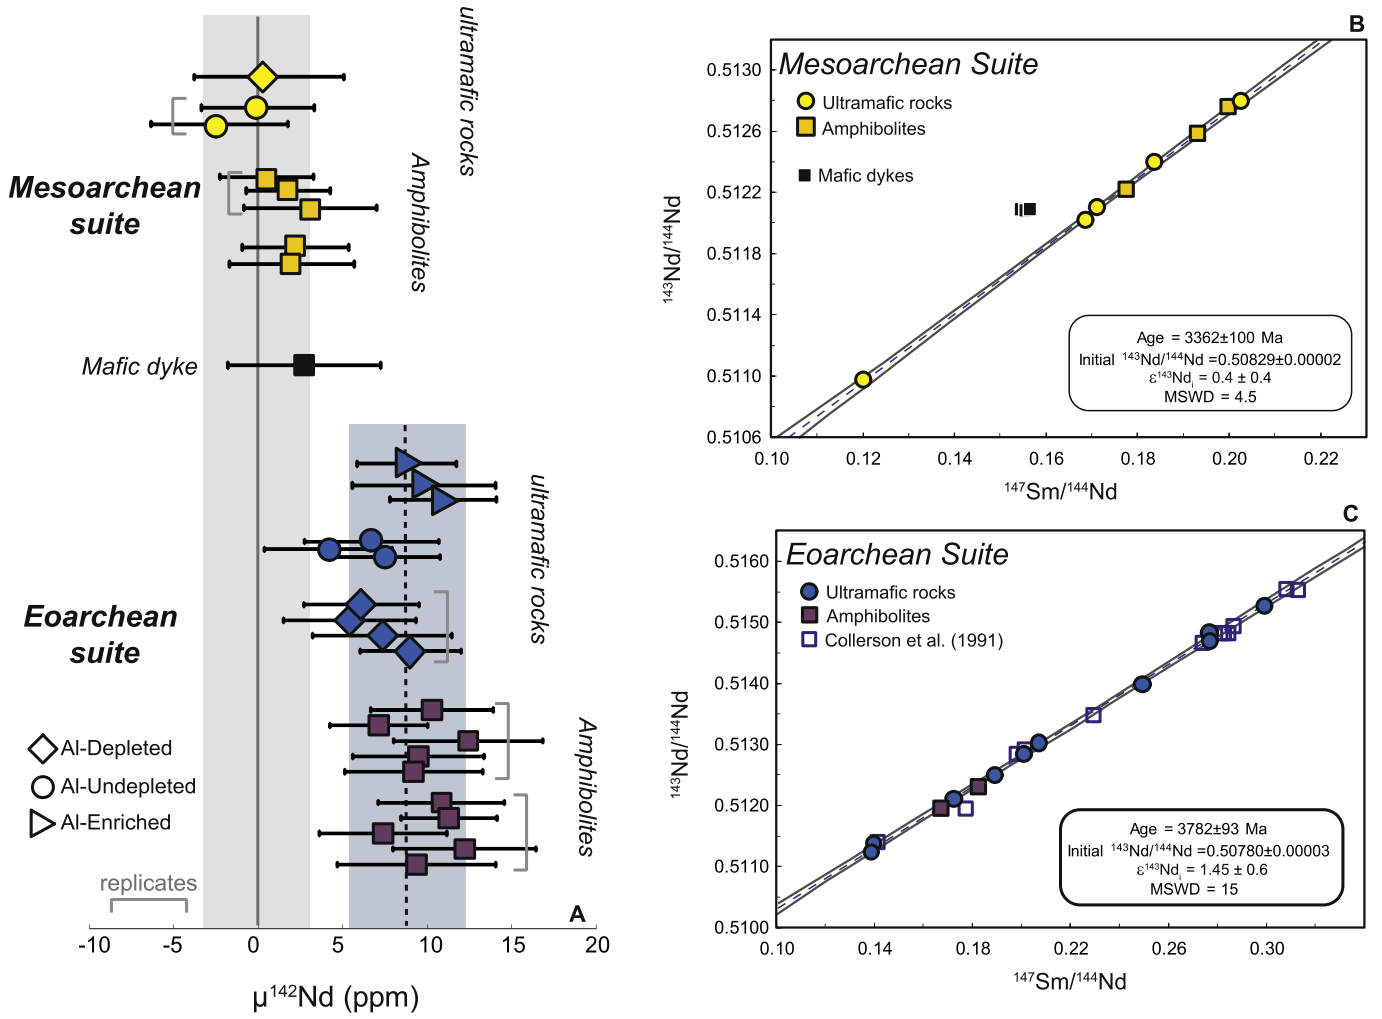 ultramafic rocks
Mesoarchean
suite
Amphibolites
Mafic dyke
ultramafic rocks
Eoarchean
suite
Amphibolites
Al-Depleted
Al-Undepleted
Al-Enriched
replicates
A
-10 -5 0 5 10 15 20
µ¹⁴²Nd (ppm)
B
Mesoarchean Suite
Ultramafic rocks
Amphibolites
Mafic dykes
0.5130
0.5126
0.5122
0.5118
0.5114
0.5110
0.5106
¹⁴³Nd/¹⁴⁴Nd
Age = 3362±100 Ma
Initial ¹⁴³Nd/¹⁴⁴Nd =0.50829±0.00002
ε¹⁴³Ndᵢ = 0.4 ± 0.4
MSWD = 4.5
0.10 0.12 0.14 0.16 0.18 0.20 0.22
¹⁴⁷Sm/¹⁴⁴Nd
C
Eoarchean Suite
Ultramafic rocks
Amphibolites
Collerson et al. (1991)
0.5160
0.5150
0.5140
0.5130
0.5120
0.5110
0.5100
¹⁴³Nd/¹⁴⁴Nd
Age = 3782±93 Ma
Initial ¹⁴³Nd/¹⁴⁴Nd =0.50780±0.00003
ε¹⁴³Ndᵢ = 1.45 ± 0.6
MSWD = 15
0.10 0.14 0.18 0.22 0.26 0.30
¹⁴⁷Sm/¹⁴⁴Nd